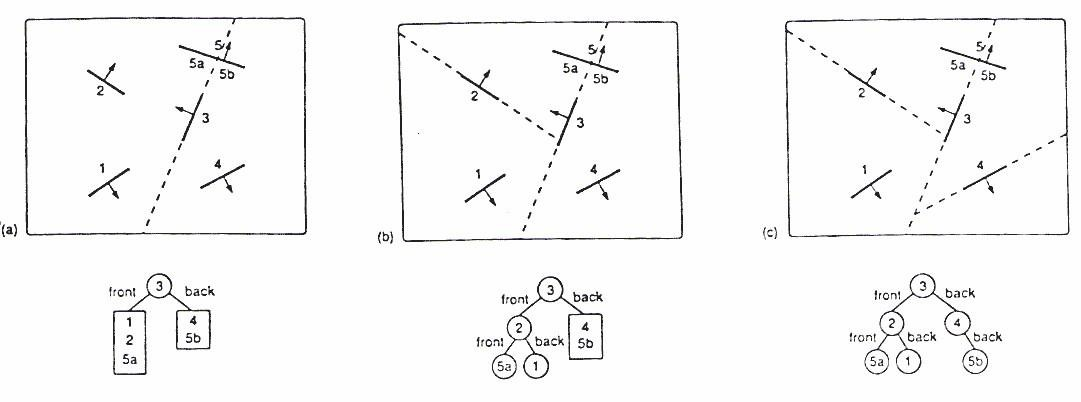 5
5a 5b
2
3
1 4
(a)
5
5a 5b
2
3
1 4
(b)
5
5a 5b
2
3
4
1
(c)
3
front back
1 4
2 5b
5a
3
front back
2 4
front back 5b
5a 1
3
front back
2 4
front back back
5a 1 5b